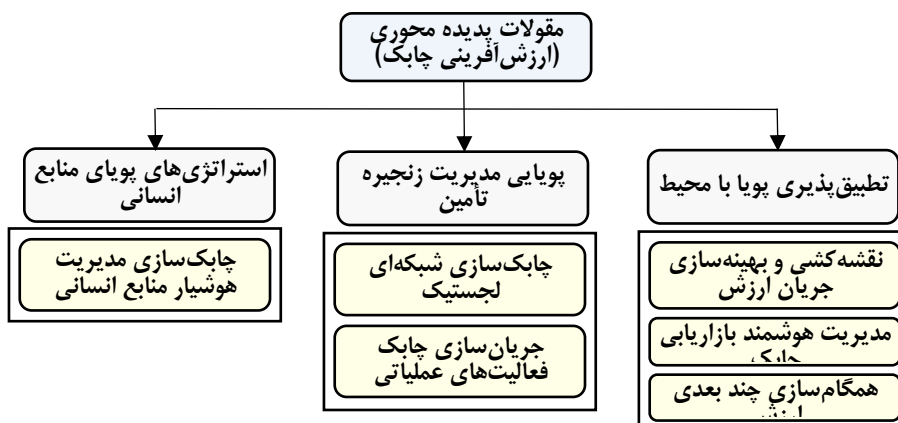 مقولات پدیده محوری
(ارزش‌آفرینی چابک)
تطبیق‌پذیری پویا با محیط
نقشه‌کشی و بهینه‌سازی
جریان ارزش
مدیریت هوشمند بازاریابی
چابک
همگام‌سازی چند بعدی
ارزش
پویایی مدیریت زنجیره
تأمین
چابک‌سازی شبکه‌ای
لجستیک
جریان‌سازی چابک
فعالیت‌های عملیاتی
استراتژی‌های پویای منابع
انسانی
چابک‌سازی مدیریت
هوشیار منابع انسانی